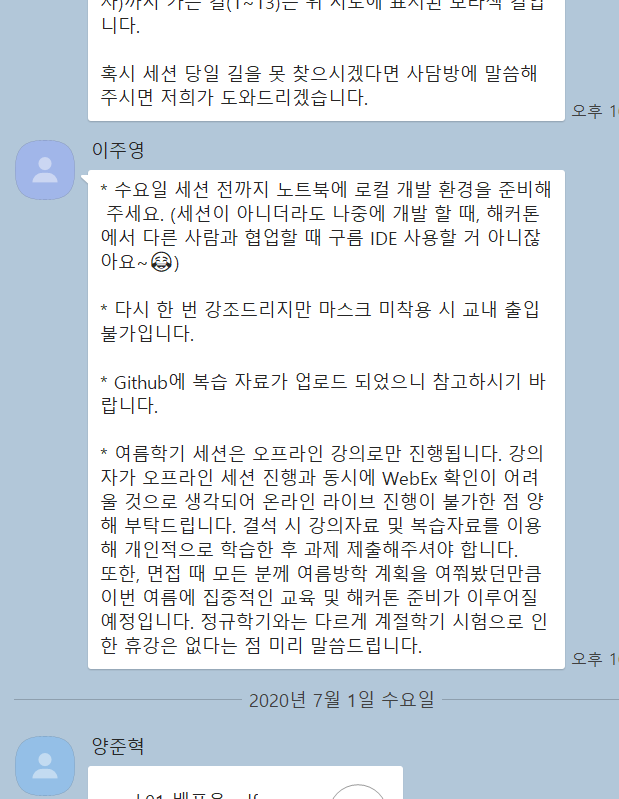 니다.
혹시 세션 당일 길을 못 찾으시겠다면 사담방에 말씀해
주시면 저희가 도와드리겠습니다.
오후 1
이주영
* 수요일 세션 전까지 노트북에 로컬 개발 환경을 준비해
주세요. (세션이 아니더라도 나중에 개발 할 때, 해커톤
에서 다른 사람과 협업할 때 구름 IDE 사용할 거 아니잖
아요~😂)
* 다시 한 번 강조드리지만 마스크 미착용 시 교내 출입
불가입니다.
* Github에 복습 자료가 업로드 되었으니 참고하시기 바
랍니다.
* 여름학기 세션은 오프라인 강의로만 진행됩니다. 강의
자가 오프라인 세션 진행과 동시에 WebEx 확인이 어려
울 것으로 생각되어 온라인 라이브 진행이 불가한 점 양
해 부탁드립니다. 결석 시 강의자료 및 복습자료를 이용
해 개인적으로 학습한 후 과제 제출해주셔야 합니다.
또한, 면접 때 모든 분께 여름방학 계획을 여쭤봤던만큼
이번 여름에 집중적인 교육 및 해커톤 준비가 이루어질
예정입니다. 정규학기와는 다르게 계절학기 시험으로 인
한 휴강은 없다는 점 미리 말씀드립니다.
오후 1
2020년 7월 1일 수요일
양준혁